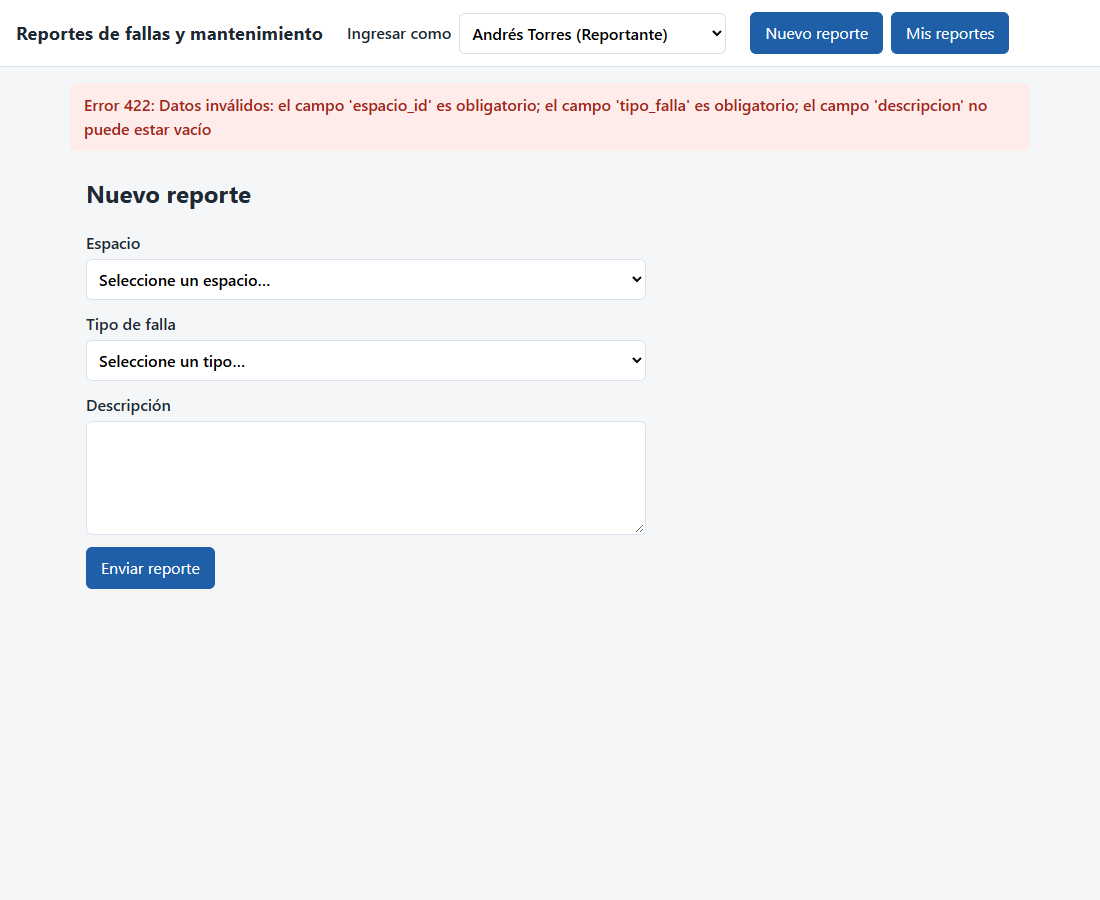 Reportes de fallas y mantenimiento Ingresar como Andrés Torres (Reportante) Nuevo reporte Mis reportes
Error 422: Datos inválidos: el campo 'espacio_id' es obligatorio; el campo 'tipo_falla' es obligatorio; el campo 'descripcion' no
puede estar vacío
Nuevo reporte
Espacio
Seleccione un espacio...
Tipo de falla
Seleccione un tipo...
Descripción
Enviar reporte